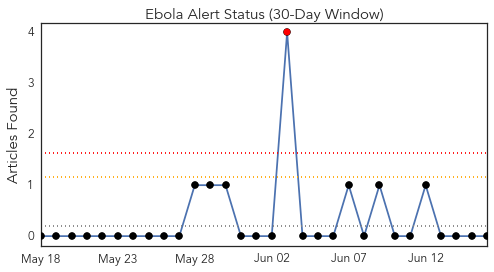 Ebola Alert Status (30-Day Window)
Articles Found
4
3
2
1
0
May 18
May 23
May 28
Jun 02
Jun 07
Jun 12